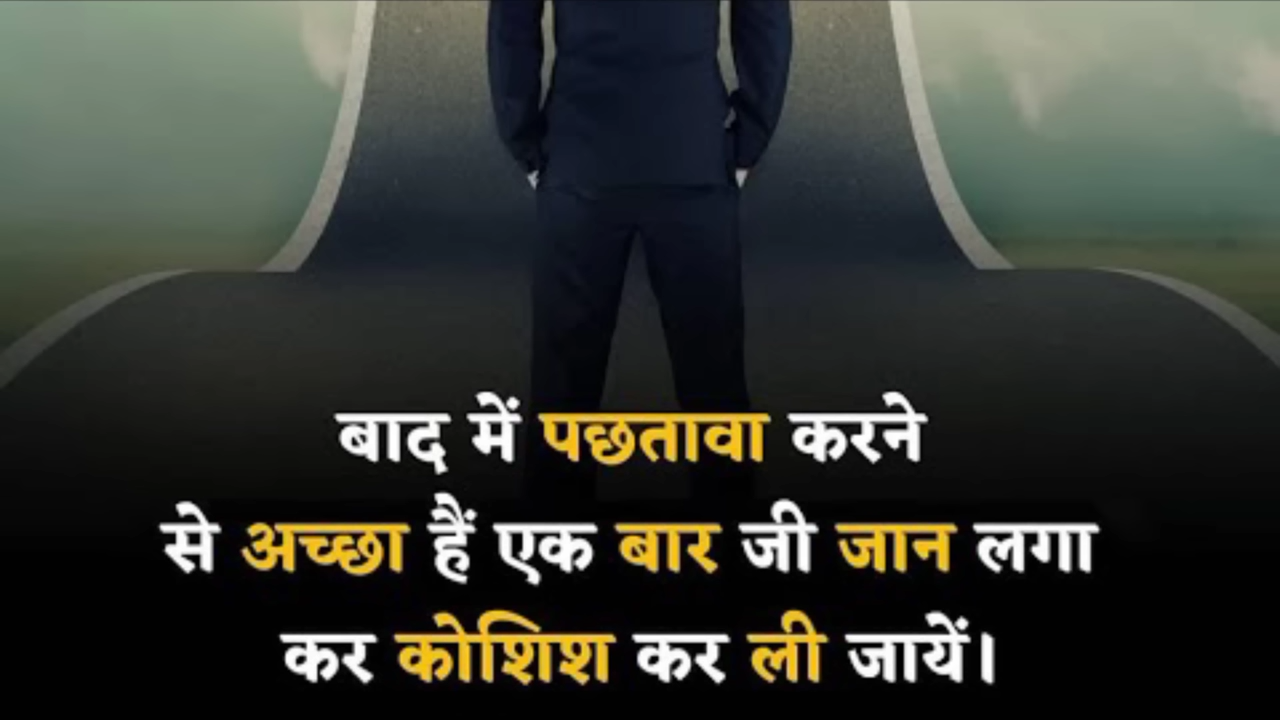 बाद में पछतावा करने
से अच्छा हैं एक बार जी जान लगा
कर कोशिश कर ली जायें।